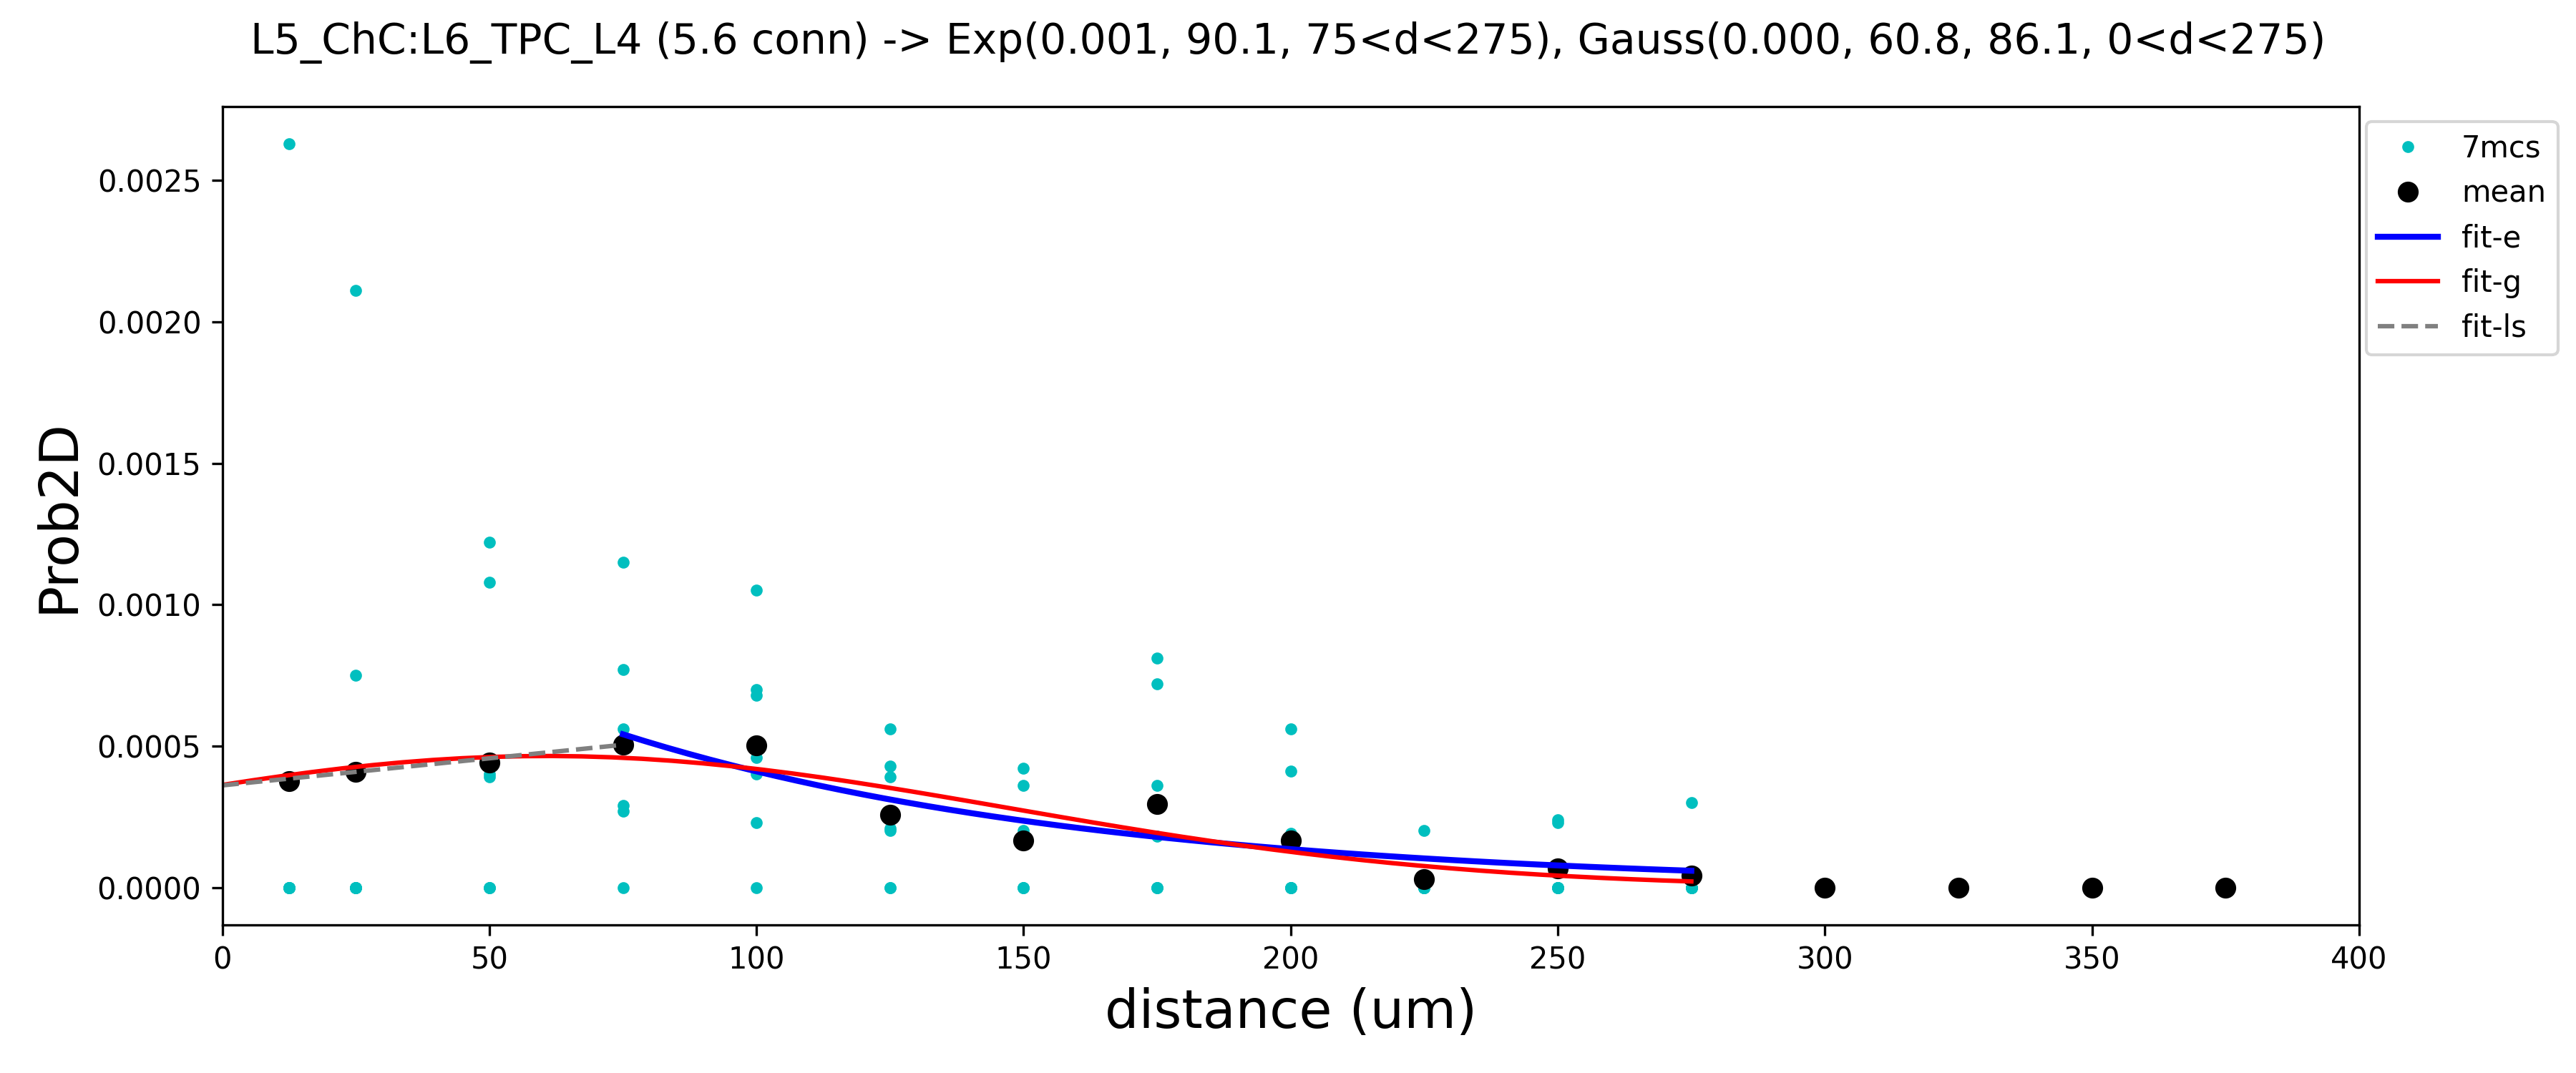 L5_ChC:L6_TPC_L4 (5.6 conn) -> Exp(0.001, 90.1, 75<d<275), Gauss(0.000, 60.8, 86.1, 0<d<275)
7mcs
mean
fit-e
fit-g
fit-ls
Prob2D
0.0025
0.0020
0.0015
0.0010
0.0005
0.0000
0 50 100 150 200 250 300 350 400
distance (um)